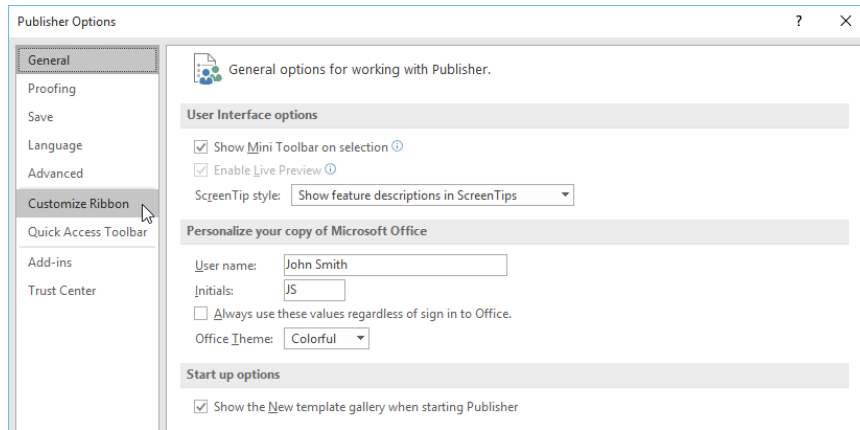 Publisher Options
?
General
Proofing
Save
Language
Advanced
Customize Ribbon
Quick Access Toolbar
Add-ins
Trust Center
General options for working with Publisher.
User Interface options
Show Mini Toolbar on selection
Enable Live Preview
ScreenTip style: Show feature descriptions in ScreenTips
Personalize your copy of Microsoft Office
User name: John Smith
Initials: JS
Always use these values regardless of sign in to Office.
Office Theme: Colorful
Start up options
Show the New template gallery when starting Publisher